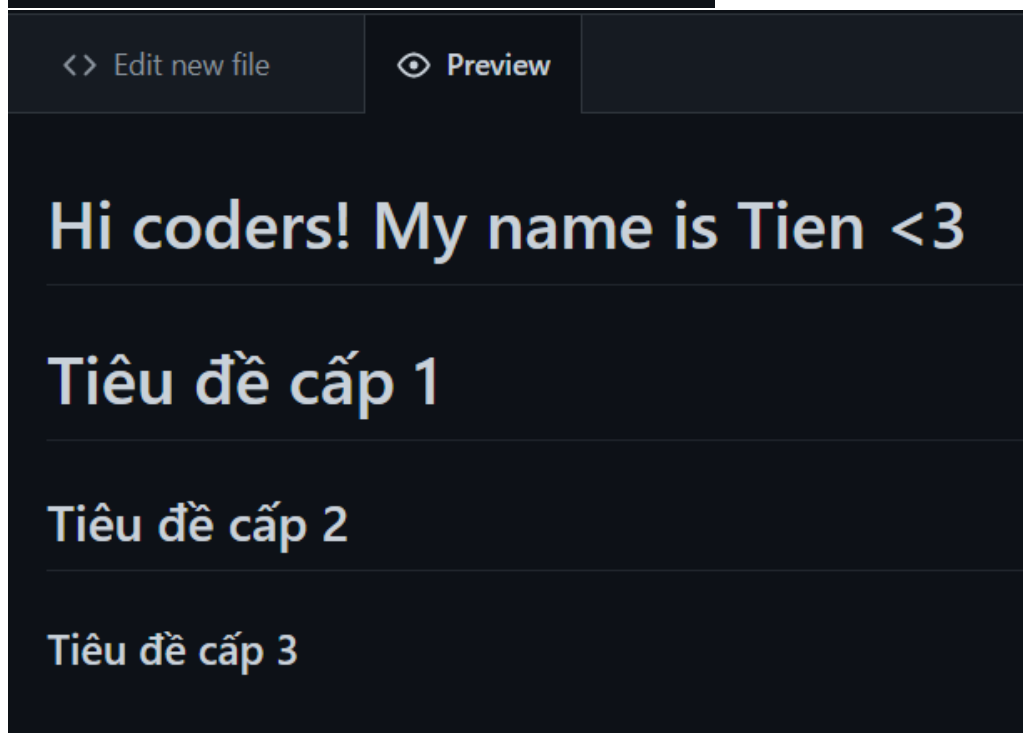 <> Edit new file
Preview
Hi coders! My name is Tien <3
Tiêu đề cấp 1
Tiêu đề cấp 2
Tiêu đề cấp 3